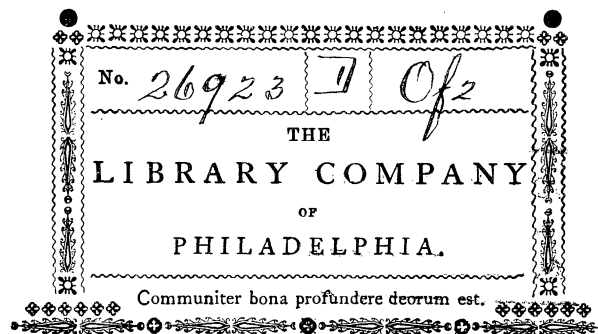 No. 26923 D Of2
THE
LIBRARY COMPANY
OF
PHILADELPHIA.
Communiter bona profundere deorum est.